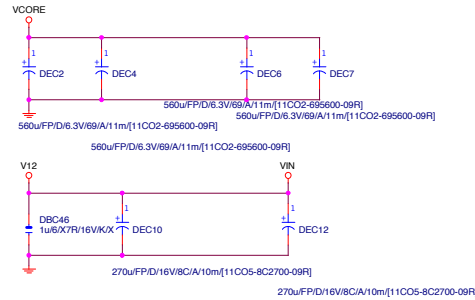 VCORE
1 1 1 1
+ DEC2 + DEC4 + DEC6 + DEC7
560u/FP/D/6.3V/69/A/11m/[11CO2-695600-09R]
560u/FP/D/6.3V/69/A/11m/[11CO2-695600-09R]
560u/FP/D/6.3V/69/A/11m/[11CO2-695600-09R]
560u/FP/D/6.3V/69/A/11m/[11CO2-695600-09R]
V12 VIN
1 1
DBC46
1u/6/X7R/16V/K/X + DEC10 + DEC12
270u/FP/D/16V/8C/A/10m/[11CO5-8C2700-09R]
270u/FP/D/16V/8C/A/10m/[11CO5-8C2700-09R